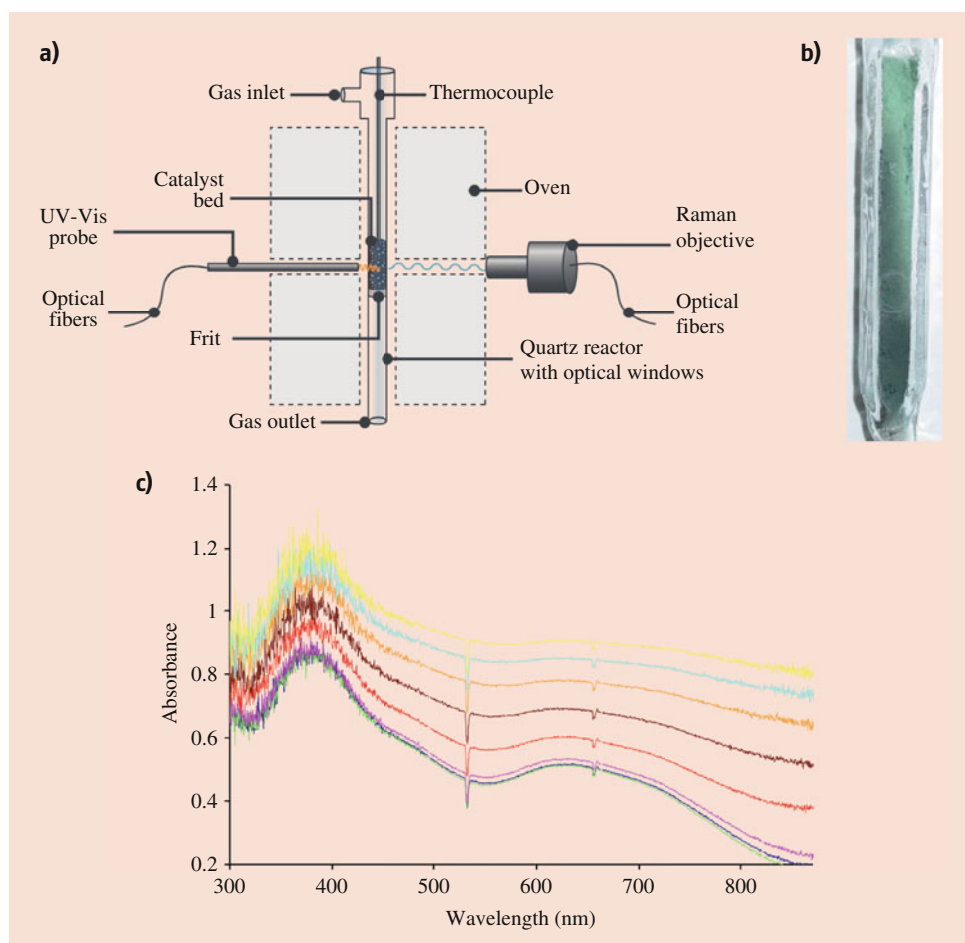 a)
b)
Gas inlet
Thermocouple
Catalyst
bed
Oven
UV-Vis
probe
Raman
objective
Optical
fibers
Optical
fibers
Frit
Quartz reactor
with optical windows
Gas outlet
c)
1.4
1.2
1
0.8
0.6
0.4
0.2
Absorbance
300
400
500
600
700
800
Wavelength (nm)